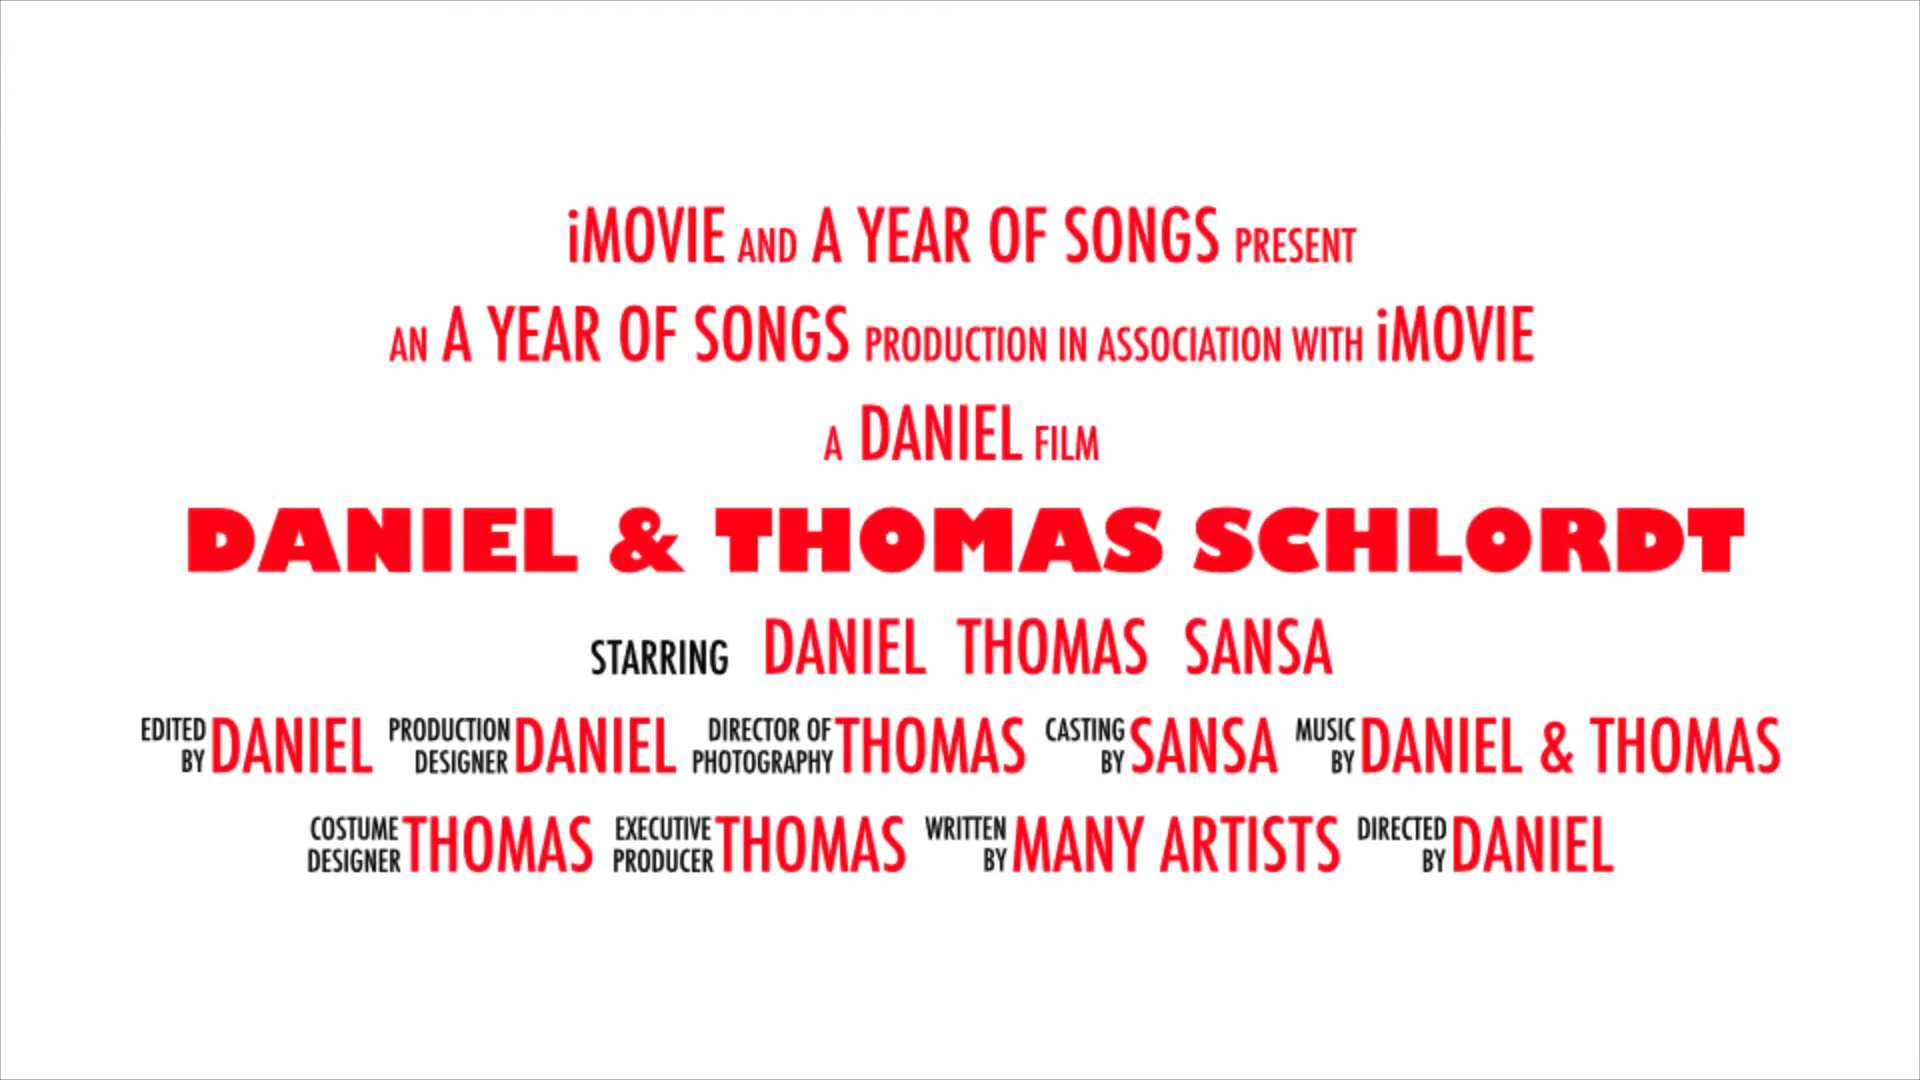 iMOVIE AND A YEAR OF SONGS PRESENT
AN A YEAR OF SONGS PRODUCTION IN ASSOCIATION WITH iMOVIE
A DANIEL FILM
DANIEL & THOMAS SCHLORDT
STARRING DANIEL THOMAS SANSA
EDITED BY DANIEL PRODUCTION DESIGNER DANIEL DIRECTOR OF PHOTOGRAPHY THOMAS CASTING BY SANSA MUSIC BY DANIEL & THOMAS
COSTUME DESIGNER THOMAS EXECUTIVE PRODUCER THOMAS WRITTEN BY MANY ARTISTS DIRECTED BY DANIEL